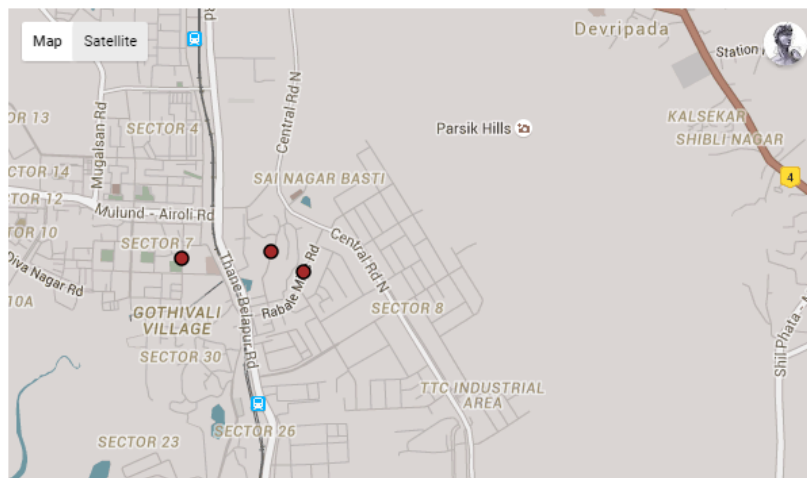 Map
Satellite
Devripada
Station
Mugalsan Rd
Central Rd N
SECTOR 4
Parsik Hills
KALSEKAR
SHIBLI NAGAR
4
SAI NAGAR BASTI
Mulund - Airoli Rd
SECTOR 7
Central Rd N
Diva Nagar Rd
Thane-Belapur Rd
Rabale
Rd
GOTHIVALI
VILLAGE
SECTOR 8
SECTOR 30
Shil Phata -
TTC INDUSTRIAL
AREA
SECTOR 26
SECTOR 23
OR 13
CTOR 14
TOR 12
OR 10
10A